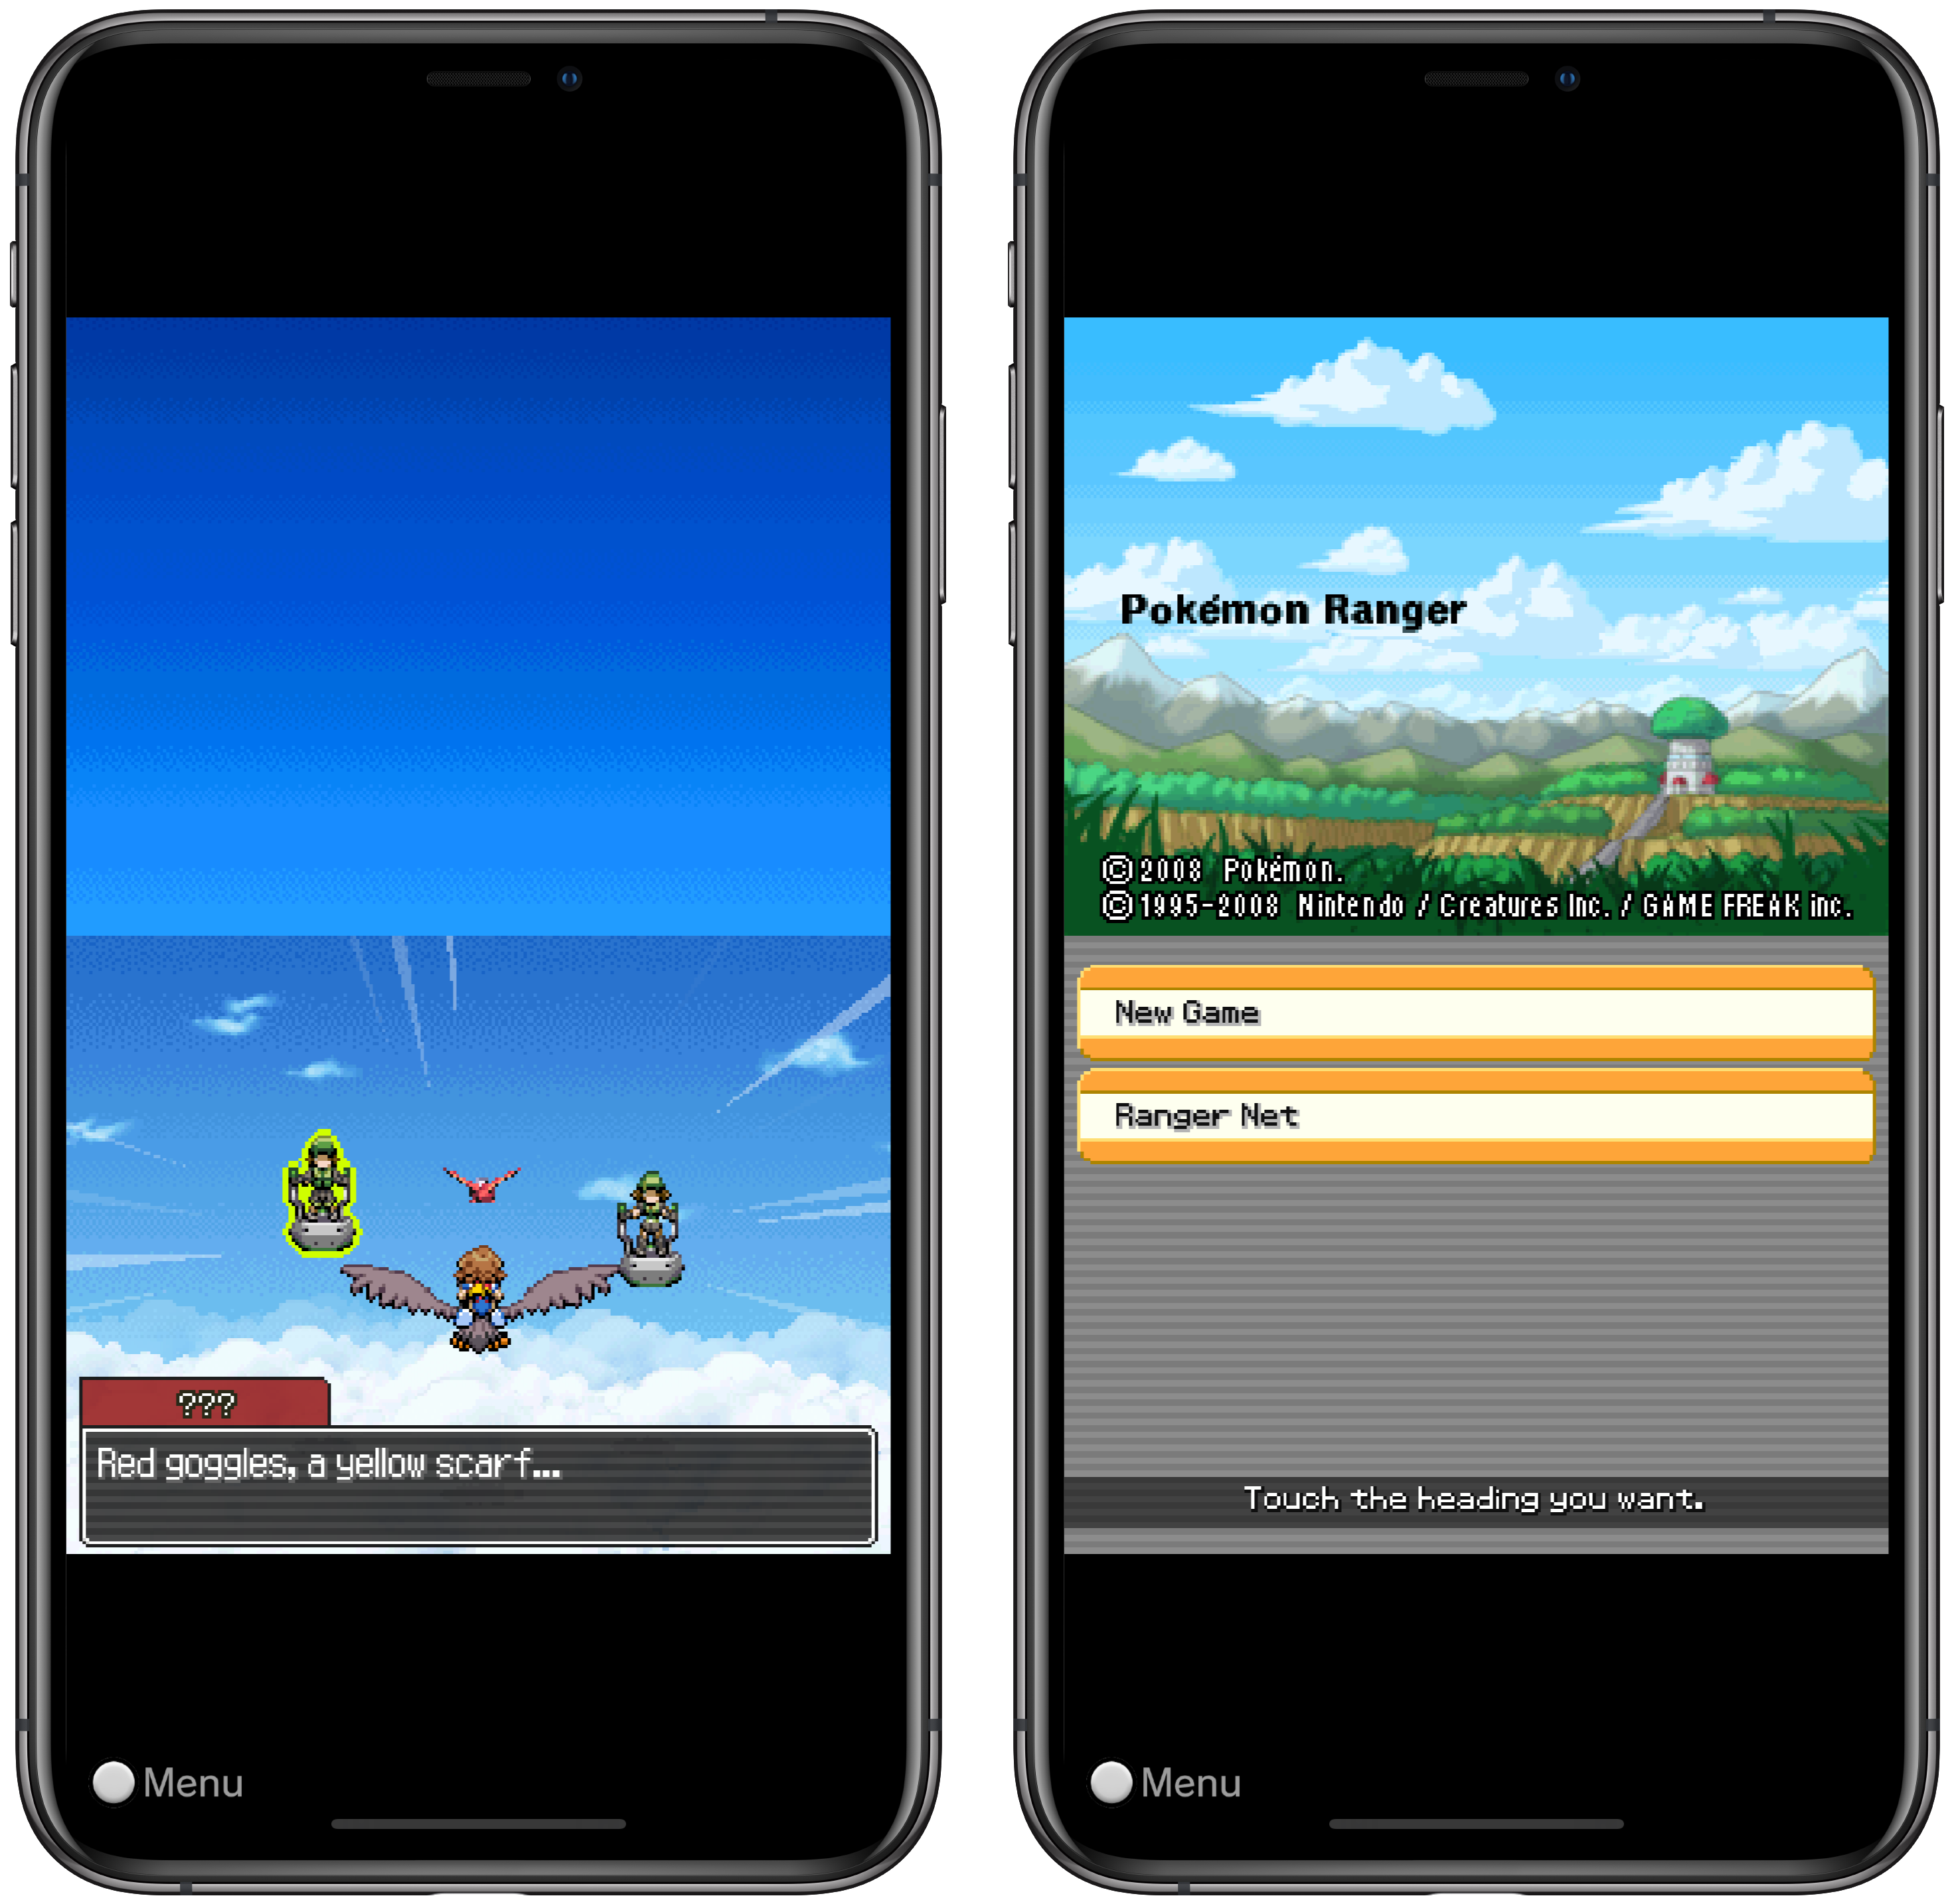 ???
Red goggles, a yellow scarf...
Menu
Pokémon Ranger
©2008 Pokémon.
©1995-2008 Nintendo / Creatures Inc. / GAME FREAK inc.
New Game
Ranger Net
Touch the heading you want.
Menu